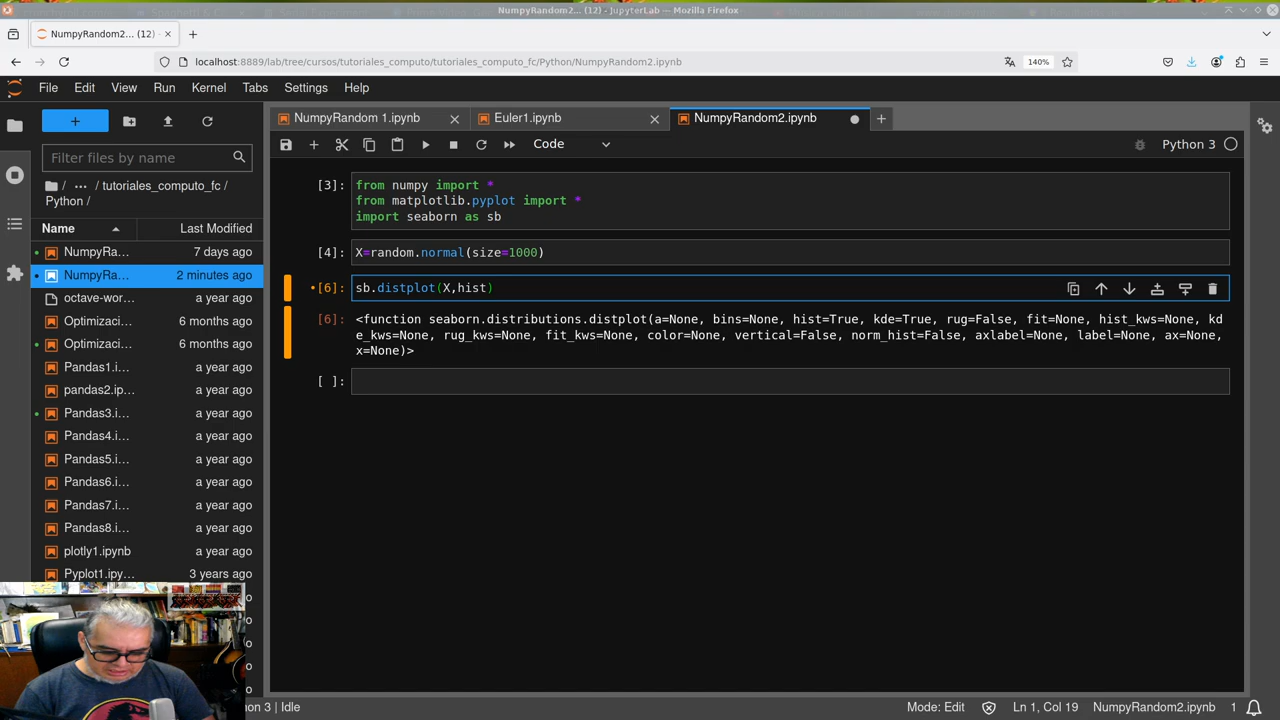 NumpyRandom2... (12) - JupyterLab — Mozilla Firefox
NumpyRandom2... (12)
localhost:8889/lab/tree/cursos/tutoriales_computo/tutoriales_computo_fc/Python/NumpyRandom2.ipynb
140%
File Edit View Run Kernel Tabs Settings Help
NumpyRandom 1.ipynb
Euler1.ipynb
NumpyRandom2.ipynb
Code
Python 3
Filter files by name
/ ··· / tutoriales_computo_fc /
Python /
Name Last Modified
NumpyRa... 7 days ago
NumpyRa... 2 minutes ago
octave-wor... a year ago
Optimizaci... 6 months ago
Optimizaci... 6 months ago
Pandas1.i... a year ago
pandas2.ip... a year ago
Pandas3.i... a year ago
Pandas4.i... a year ago
Pandas5.i... a year ago
Pandas6.i... a year ago
Pandas7.i... a year ago
Pandas8.i... a year ago
plotly1.ipynb a year ago
Pyplot1.ipy... 3 years ago
[3]: from numpy import *
from matplotlib.pyplot import *
import seaborn as sb
[4]: X=random.normal(size=1000)
•[6]: sb.distplot(X,hist)
[6]: <function seaborn.distributions.distplot(a=None, bins=None, hist=True, kde=True, rug=False, fit=None, hist_kws=None, kd
e_kws=None, rug_kws=None, fit_kws=None, color=None, vertical=False, norm_hist=False, axlabel=None, label=None, ax=None,
x=None)>
[ ]:
on 3 | Idle
Mode: Edit
Ln 1, Col 19
NumpyRandom2.ipynb
1